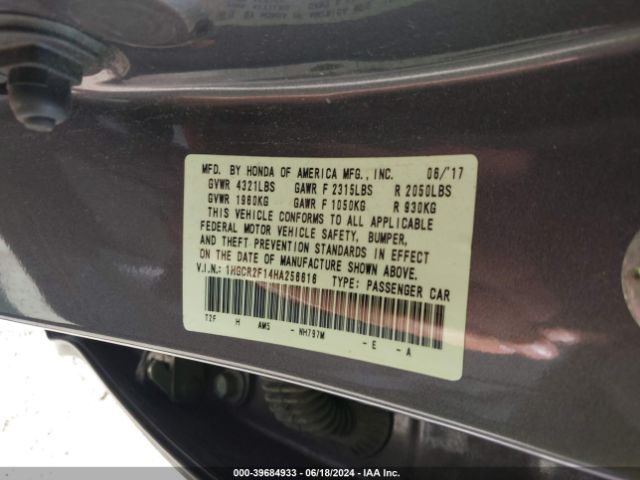 MFD. BY HONDA OF AMERICA MFG., INC. 06/'17
GVWR 4321LBS GAWR F 2315LBS R 2050LBS
GVWR 1960KG GAWR F 1050KG R 930KG
THIS VEHICLE CONFORMS TO ALL APPLICABLE
FEDERAL MOTOR VEHICLE SAFETY, BUMPER,
AND THEFT PREVENTION STANDARDS IN EFFECT
ON THE DATE OF MANUFACTURE SHOWN ABOVE.
V.I.N.: 1HGCR2F14HA258616 TYPE: PASSENGER CAR
T2F H AM5 - NH797M - E - A
000-39684933 - 06/18/2024 - IAA Inc.